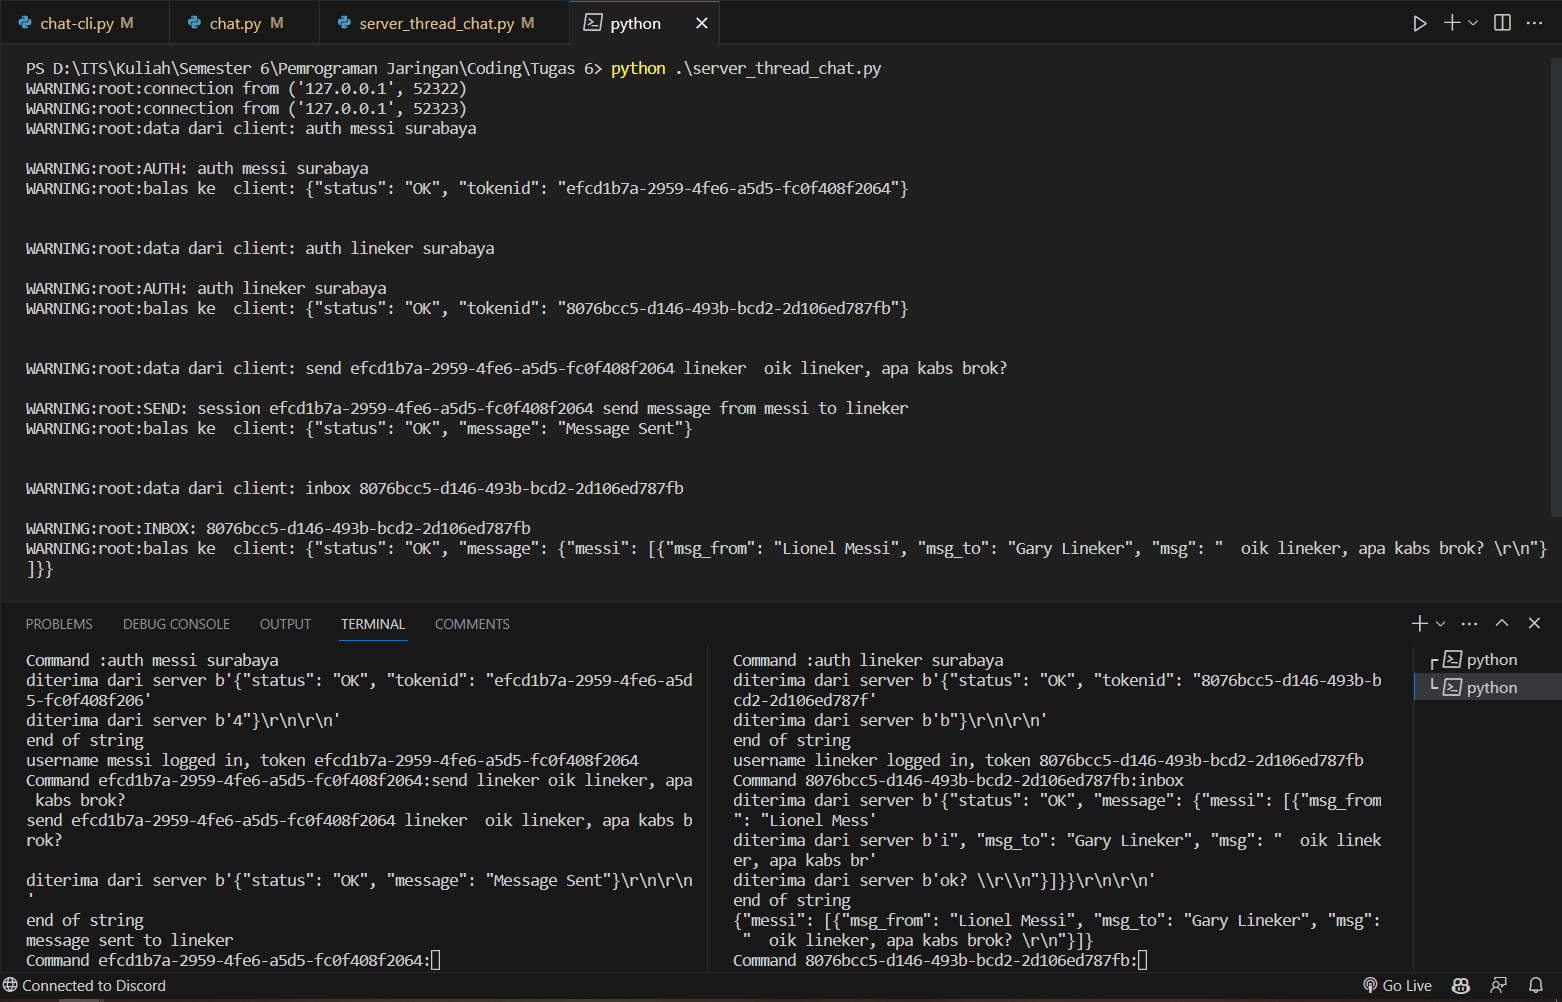 chat-cli.py M
chat.py M
server_thread_chat.py M
python
PS D:\ITS\Kuliah\Semester 6\Pemrograman Jaringan\Coding\Tugas 6> python .\server_thread_chat.py
WARNING:root:connection from ('127.0.0.1', 52322)
WARNING:root:connection from ('127.0.0.1', 52323)
WARNING:root:data dari client: auth messi surabaya
WARNING:root:AUTH: auth messi surabaya
WARNING:root:balas ke  client: {"status": "OK", "tokenid": "efcd1b7a-2959-4fe6-a5d5-fc0f408f2064"}
WARNING:root:data dari client: auth lineker surabaya
WARNING:root:AUTH: auth lineker surabaya
WARNING:root:balas ke  client: {"status": "OK", "tokenid": "8076bcc5-d146-493b-bcd2-2d106ed787fb"}
WARNING:root:data dari client: send efcd1b7a-2959-4fe6-a5d5-fc0f408f2064 lineker  oik lineker, apa kabs brok?
WARNING:root:SEND: session efcd1b7a-2959-4fe6-a5d5-fc0f408f2064 send message from messi to lineker
WARNING:root:balas ke  client: {"status": "OK", "message": "Message Sent"}
WARNING:root:data dari client: inbox 8076bcc5-d146-493b-bcd2-2d106ed787fb
WARNING:root:INBOX: 8076bcc5-d146-493b-bcd2-2d106ed787fb
WARNING:root:balas ke  client: {"status": "OK", "message": {"messi": [{"msg_from": "Lionel Messi", "msg_to": "Gary Lineker", "msg": "  oik lineker, apa kabs brok? \r\n"}
]}}
PROBLEMS
DEBUG CONSOLE
OUTPUT
TERMINAL
COMMENTS
Command :auth messi surabaya
diterima dari server b'{"status": "OK", "tokenid": "efcd1b7a-2959-4fe6-a5d
5-fc0f408f206'
diterima dari server b'4"}\r\n\r\n'
end of string
username messi logged in, token efcd1b7a-2959-4fe6-a5d5-fc0f408f2064
Command efcd1b7a-2959-4fe6-a5d5-fc0f408f2064:send lineker oik lineker, apa
 kabs brok?
send efcd1b7a-2959-4fe6-a5d5-fc0f408f2064 lineker  oik lineker, apa kabs b
rok?
diterima dari server b'{"status": "OK", "message": "Message Sent"}\r\n\r\n
'
end of string
message sent to lineker
Command efcd1b7a-2959-4fe6-a5d5-fc0f408f2064:
Command :auth lineker surabaya
diterima dari server b'{"status": "OK", "tokenid": "8076bcc5-d146-493b-b
cd2-2d106ed787f'
diterima dari server b'b"}\r\n\r\n'
end of string
username lineker logged in, token 8076bcc5-d146-493b-bcd2-2d106ed787fb
Command 8076bcc5-d146-493b-bcd2-2d106ed787fb:inbox
diterima dari server b'{"status": "OK", "message": {"messi": [{"msg_from
": "Lionel Mess'
diterima dari server b'i", "msg_to": "Gary Lineker", "msg": "  oik linek
er, apa kabs br'
diterima dari server b'ok? \\r\\n"}]}}\r\n\r\n'
end of string
{"messi": [{"msg_from": "Lionel Messi", "msg_to": "Gary Lineker", "msg":
 "  oik lineker, apa kabs brok? \r\n"}]}
Command 8076bcc5-d146-493b-bcd2-2d106ed787fb:
python
python
Connected to Discord
Go Live